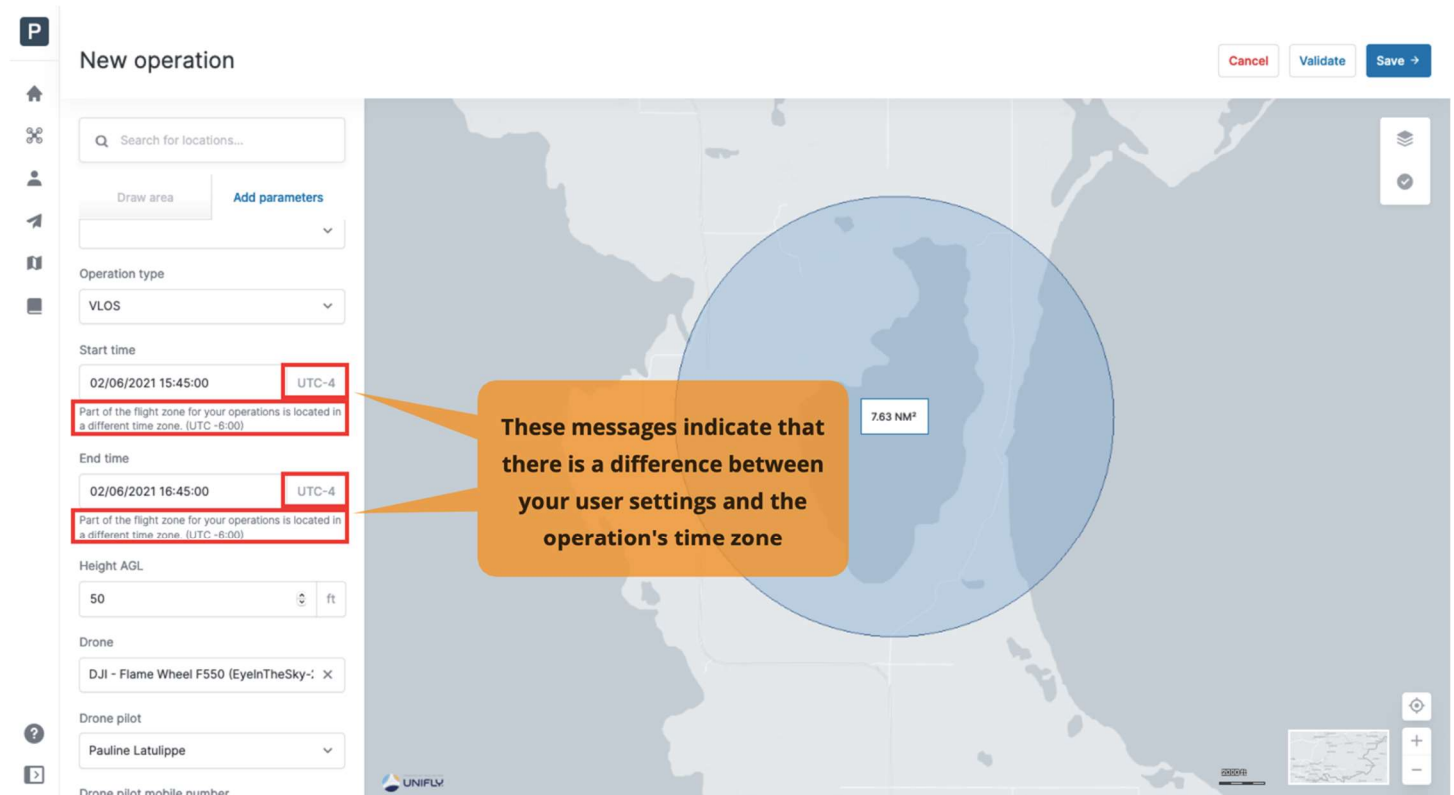 P
New operation
Cancel
Validate
Save →
Search for locations...
Draw area
Add parameters
Operation type
VLOS
Start time
02/06/2021 15:45:00
UTC-4
Part of the flight zone for your operations is located in
a different time zone. (UTC -6:00)
End time
02/06/2021 16:45:00
UTC-4
Part of the flight zone for your operations is located in
a different time zone. (UTC -6:00)
Height AGL
50
ft
Drone
DJI - Flame Wheel F550 (EyeInTheSky-
Drone pilot
Pauline Latulippe
Drone pilot mobile number
These messages indicate that
there is a difference between
your user settings and the
operation's time zone
7.63 NM²
UNIFLY
2000 ft